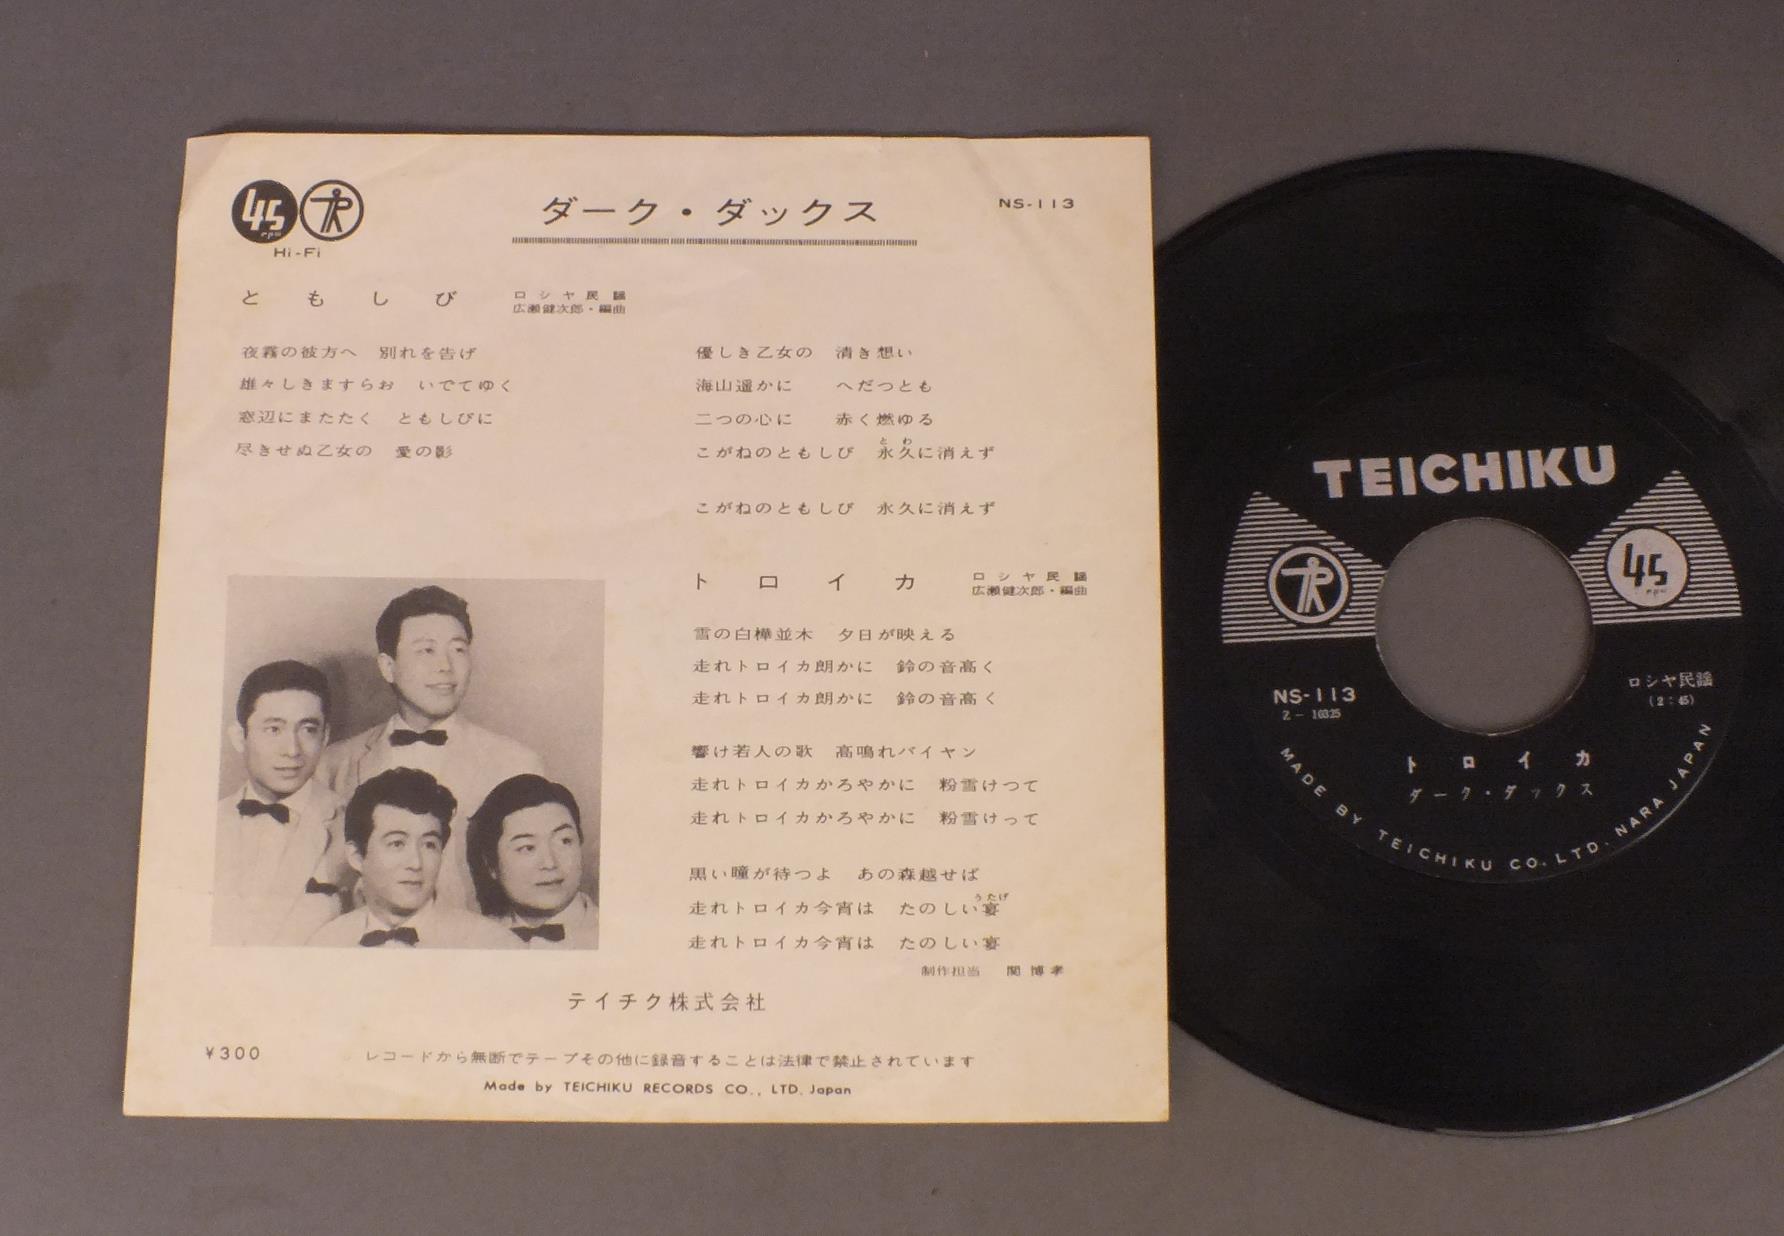 45
rpm
Hi-Fi
ダーク・ダックス
NS-113
ともしび
ロシヤ民謡
広瀬健次郎・編曲
夜霧の彼方へ 別れを告げ
雄々しきますらお いでてゆく
窓辺にまたたく ともしびに
尽きせぬ乙女の 愛の影
優しき乙女の 清き想い
海山遥かに へだつとも
二つの心に 赤く燃ゆる
とわ
こがねのともしび 永久に消えず
こがねのともしび 永久に消えず
トロイカ
ロシヤ民謡
広瀬健次郎・編曲
雪の白樺並木 夕日が映える
走れトロイカ朗かに 鈴の音高く
走れトロイカ朗かに 鈴の音高く
響け若人の歌 高鳴れバイヤン
走れトロイカかろやかに 粉雪けつて
走れトロイカかろやかに 粉雪けって
黒い瞳が待つよ あの森越せば
うたげ
走れトロイカ今宵は たのしい宴
走れトロイカ今宵は たのしい宴
制作担当 関博孝
テイチク株式会社
¥300
レコードから無断でテープその他に録音することは法律で禁止されています
Made by TEICHIKU RECORDS CO., LTD. Japan
TEICHIKU
45
rpm
NS-113
Z-10325
ロシヤ民謡
(2:45)
トロイカ
ダーク・ダックス
MADE BY TEICHIKU CO. LTD. NARA JAPAN